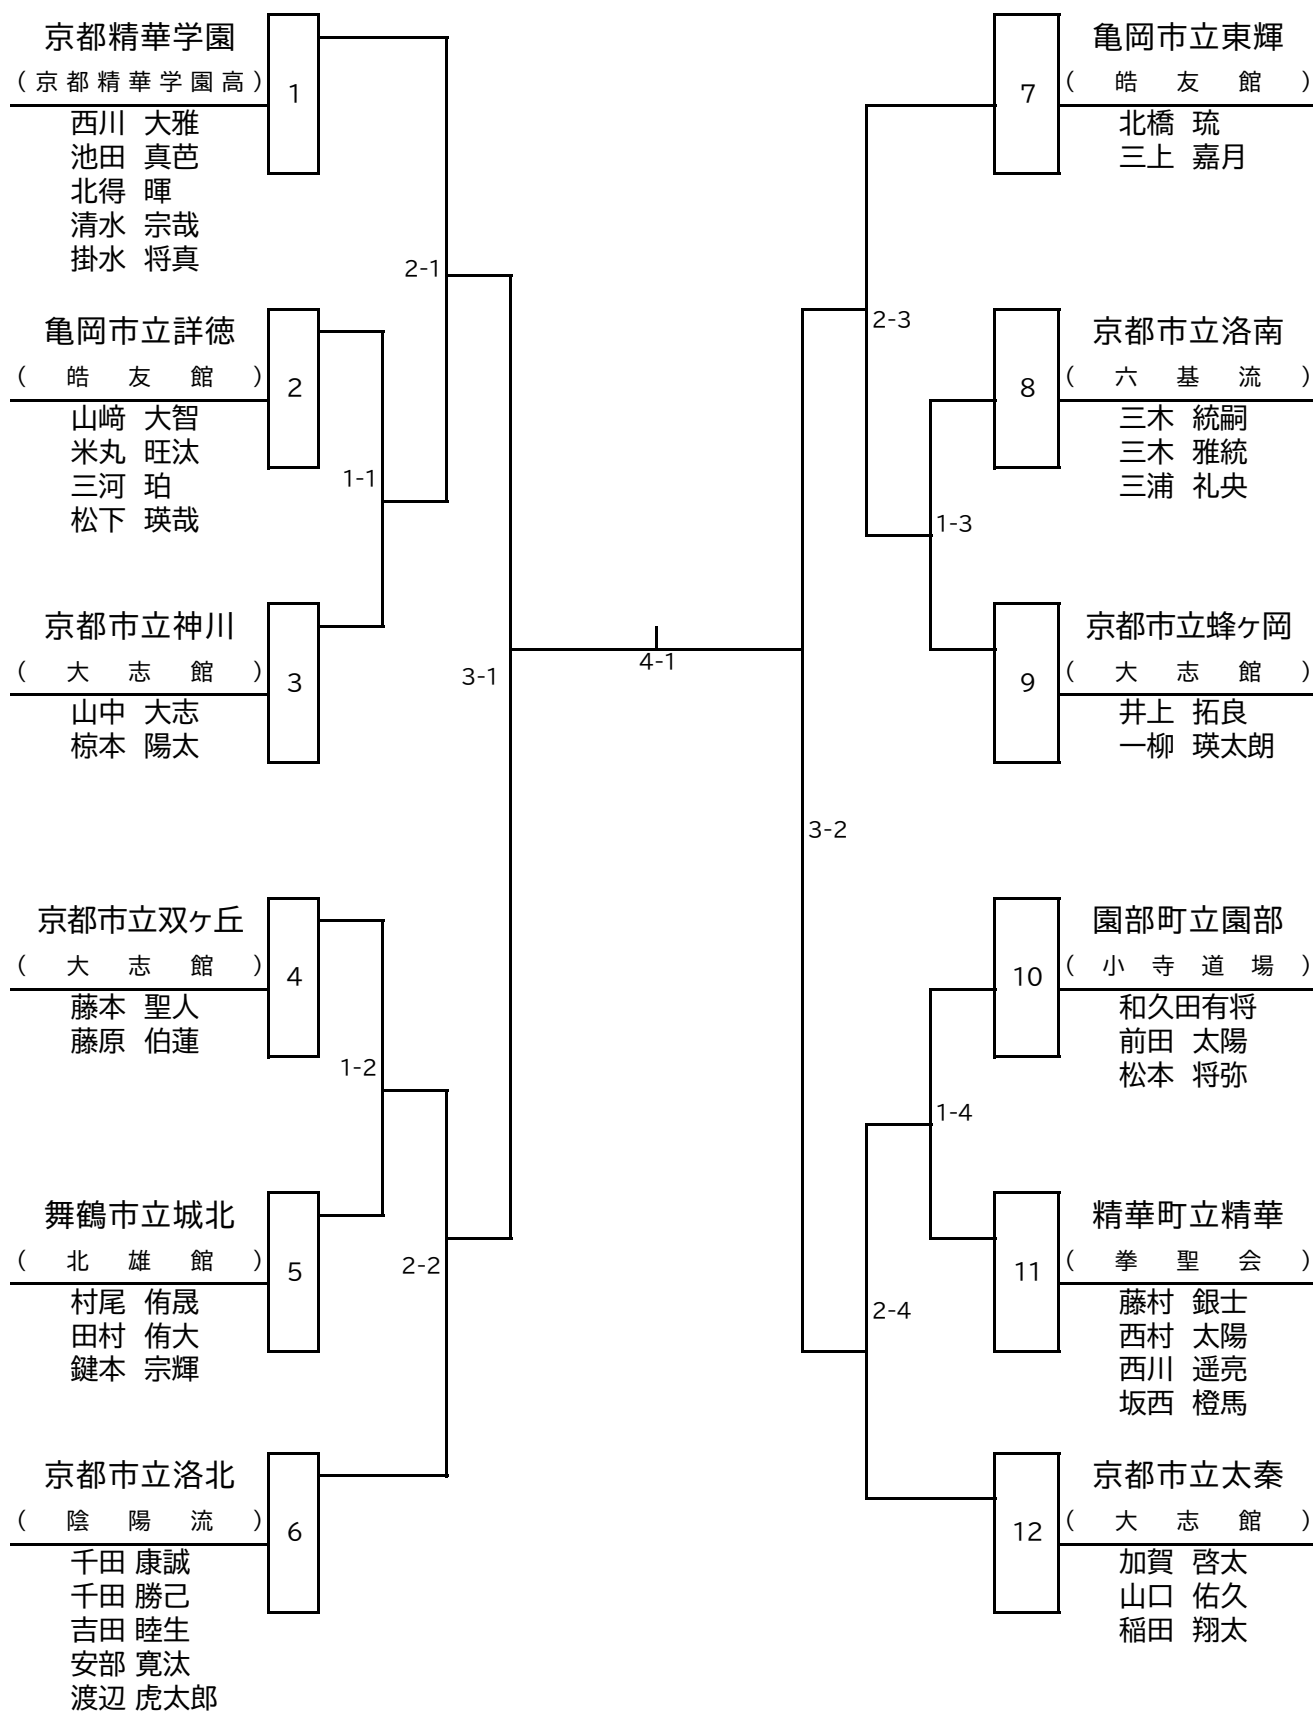 京都精華学園
(京都精華学園高)
1
西川 大雅
池田 真芭
北得 暉
清水 宗哉
掛水 将真
2-1
亀岡市立詳徳
(皓友館)
2
山﨑 大智
米丸 旺汰
三河 珀
松下 瑛哉
1-1
京都市立神川
(大志館)
3
山中 大志
椋本 陽太
3-1
京都市立双ヶ丘
(大志館)
4
藤本 聖人
藤原 伯蓮
1-2
舞鶴市立城北
(北雄館)
5
村尾 侑晟
田村 侑大
鍵本 宗輝
2-2
京都市立洛北
(陰陽流)
6
千田 康誠
千田 勝己
吉田 睦生
安部 寛汰
渡辺 虎太郎
4-1
亀岡市立東輝
7
(皓友館)
北橋 琉
三上 嘉月
2-3
京都市立洛南
8
(六基流)
三木 統嗣
三木 雅統
三浦 礼央
1-3
京都市立蜂ヶ岡
9
(大志館)
井上 拓良
一柳 瑛太朗
3-2
園部町立園部
10
(小寺道場)
和久田有将
前田 太陽
松本 将弥
1-4
精華町立精華
11
(拳聖会)
藤村 銀士
西村 太陽
西川 遥亮
坂西 橙馬
2-4
京都市立太秦
12
(大志館)
加賀 啓太
山口 佑久
稲田 翔太